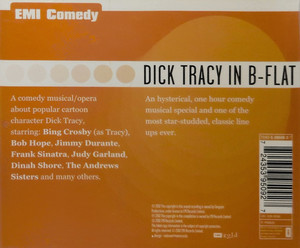 EMI Comedy
DICK TRACY IN B-FLAT
A comedy musical/opera
about popular cartoon
character Dick Tracy,
starring: Bing Crosby (as Tracy),
Bob Hope, Jimmy Durante,
Frank Sinatra, Judy Garland,
Dinah Shore, The Andrews
Sisters and many others.
An hysterical, one hour comedy
musical special and one of the
most star-studded, classic line
ups ever.